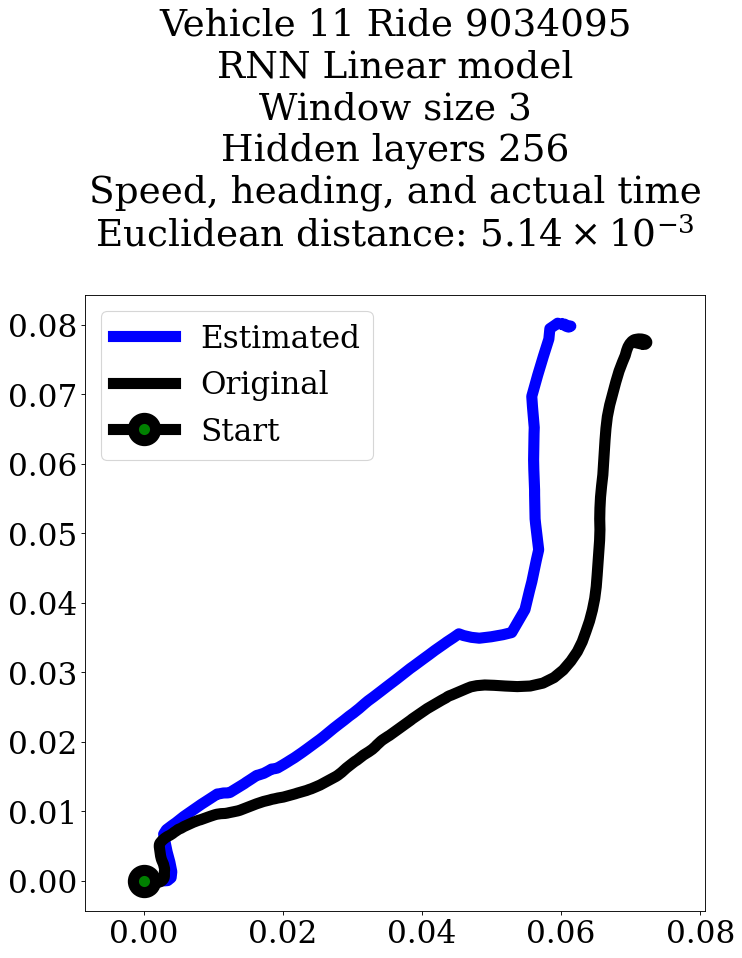 Vehicle 11 Ride 9034095
RNN Linear model
Window size 3
Hidden layers 256
Speed, heading, and actual time
Euclidean distance: 5.14 × 10⁻³
Estimated
Original
Start
0.08
0.07
0.06
0.05
0.04
0.03
0.02
0.01
0.00
0.00 0.02 0.04 0.06 0.08